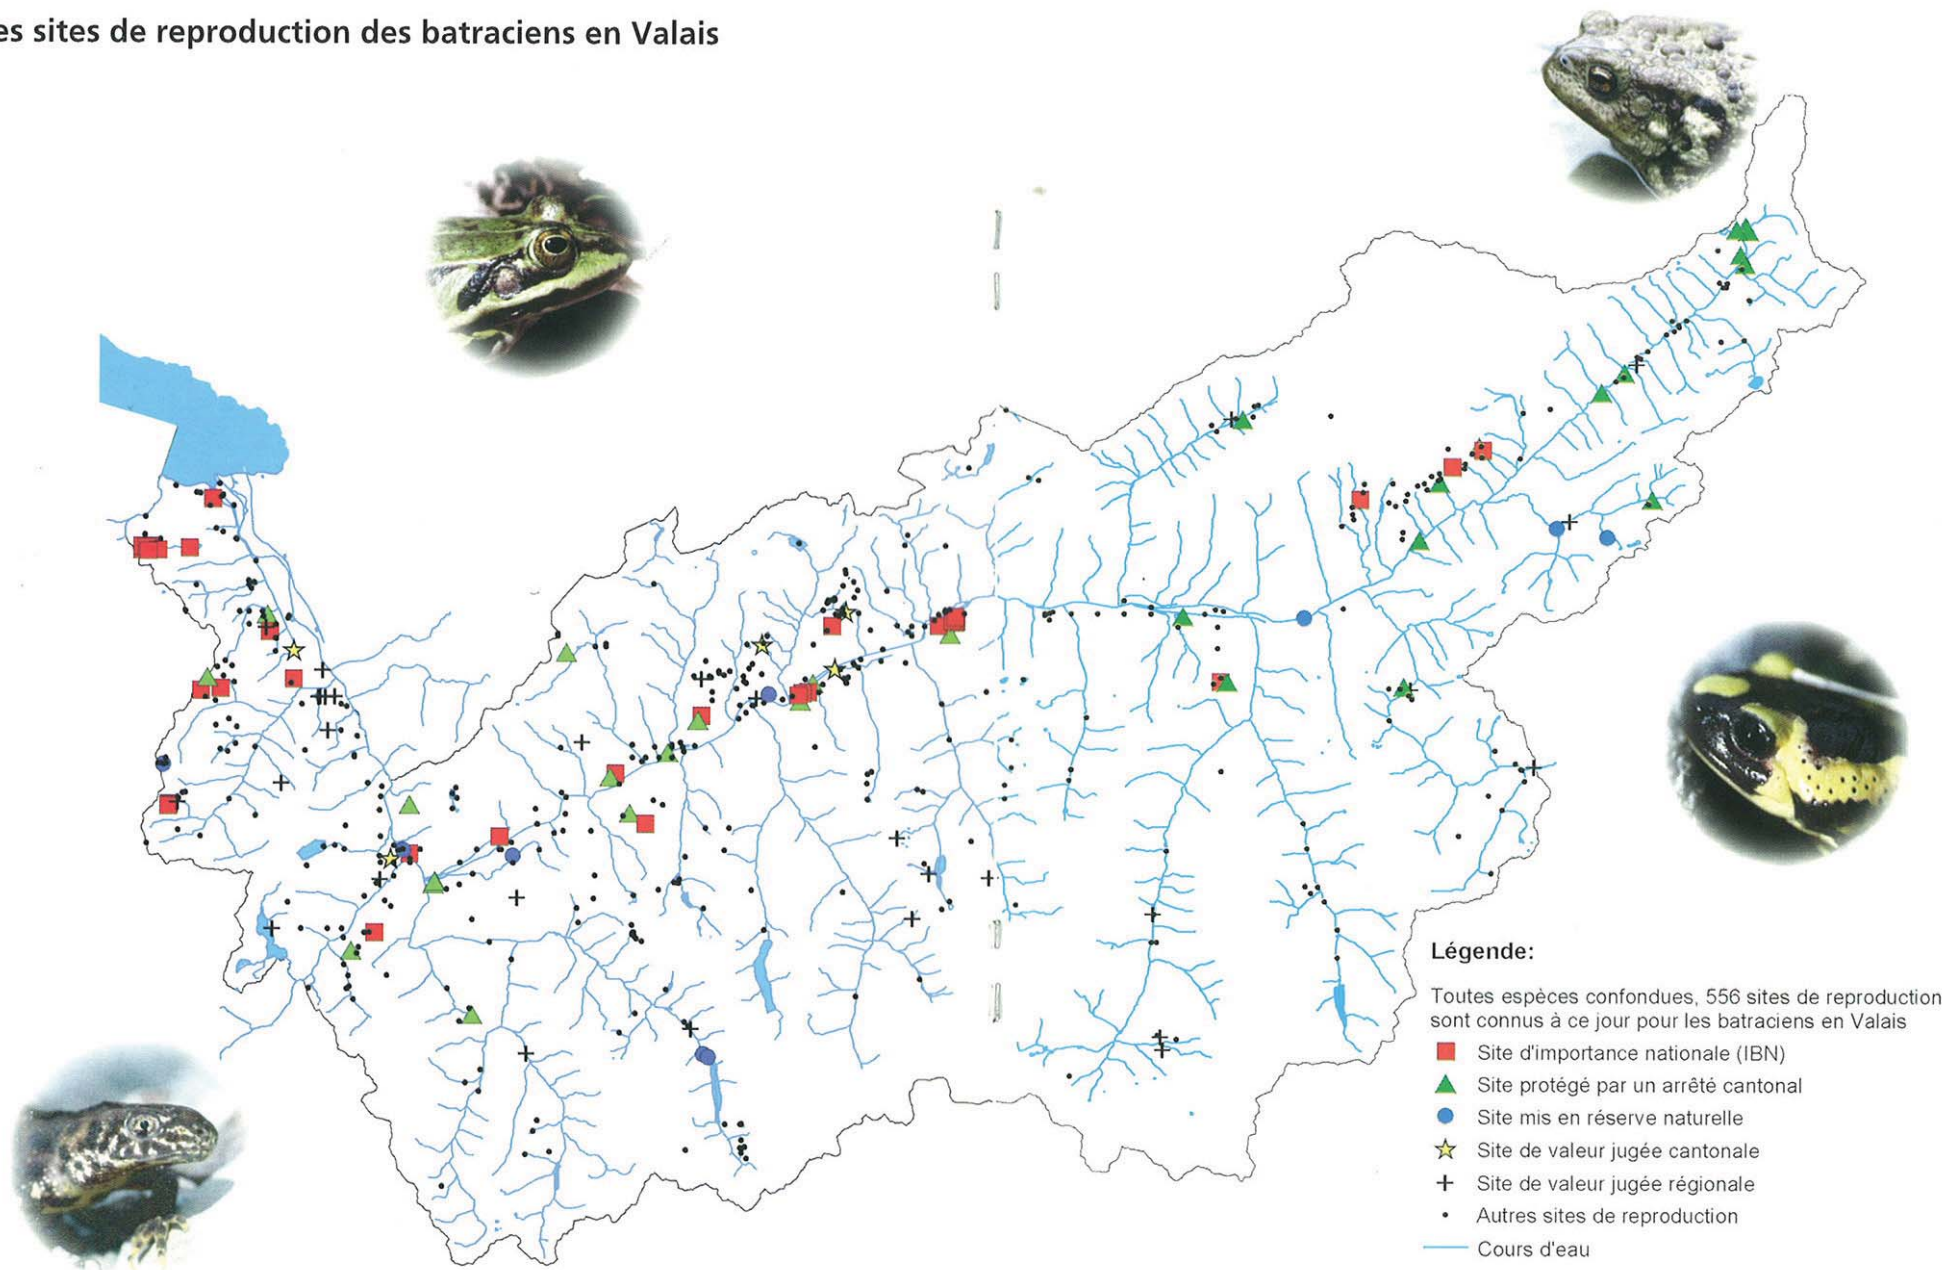 es sites de reproduction des batraciens en Valais
Légende:
Toutes espèces confondues, 556 sites de reproduction
sont connus à ce jour pour les batraciens en Valais
Site d'importance nationale (IBN)
Site protégé par un arrêté cantonal
Site mis en réserve naturelle
Site de valeur jugée cantonale
Site de valeur jugée régionale
Autres sites de reproduction
Cours d'eau